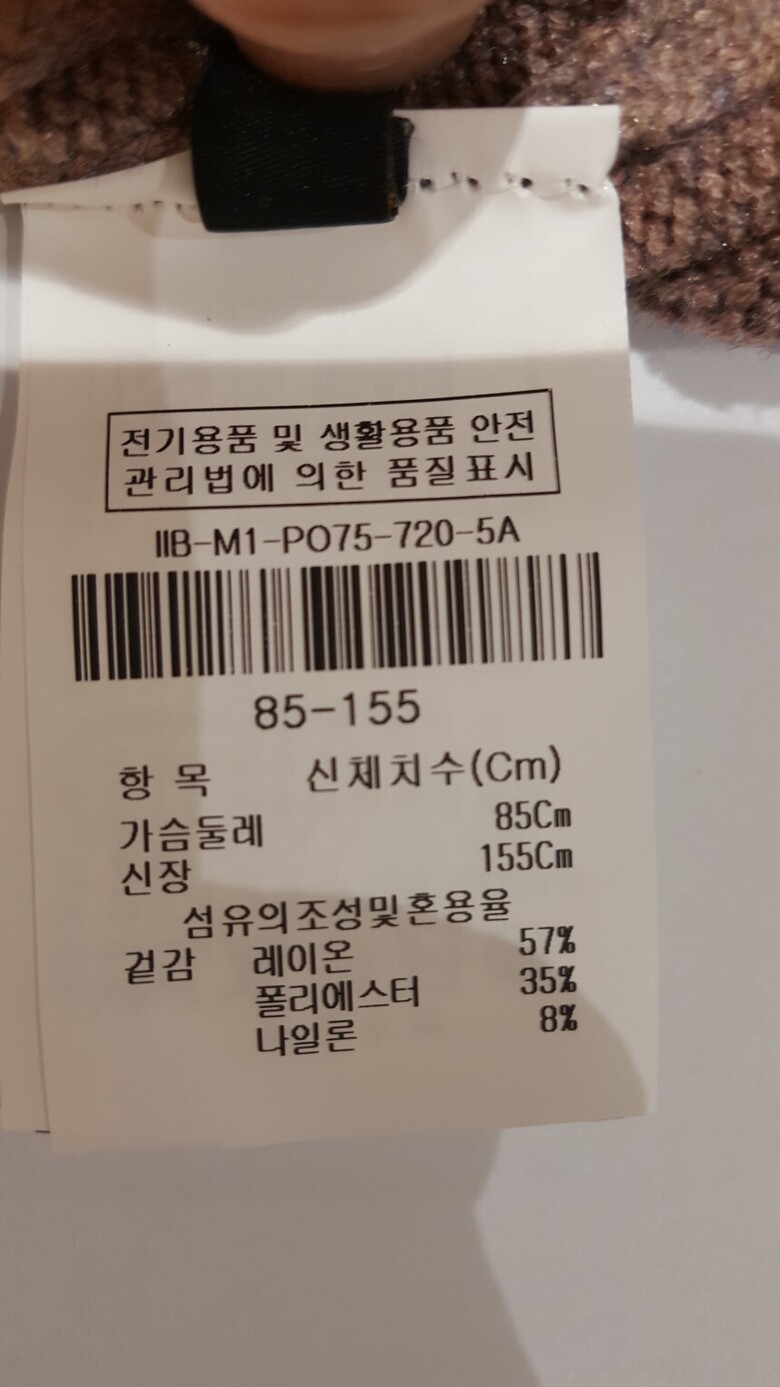 전기용품 및 생활용품 안전
관리법에 의한 품질표시
IIB-M1-PO75-720-5A
85-155
항 목 신체치수(Cm)
가슴둘레 85Cm
신장 155Cm
섬유의조성및혼용율
겉감 레이온 57%
폴리에스터 35%
나일론 8%